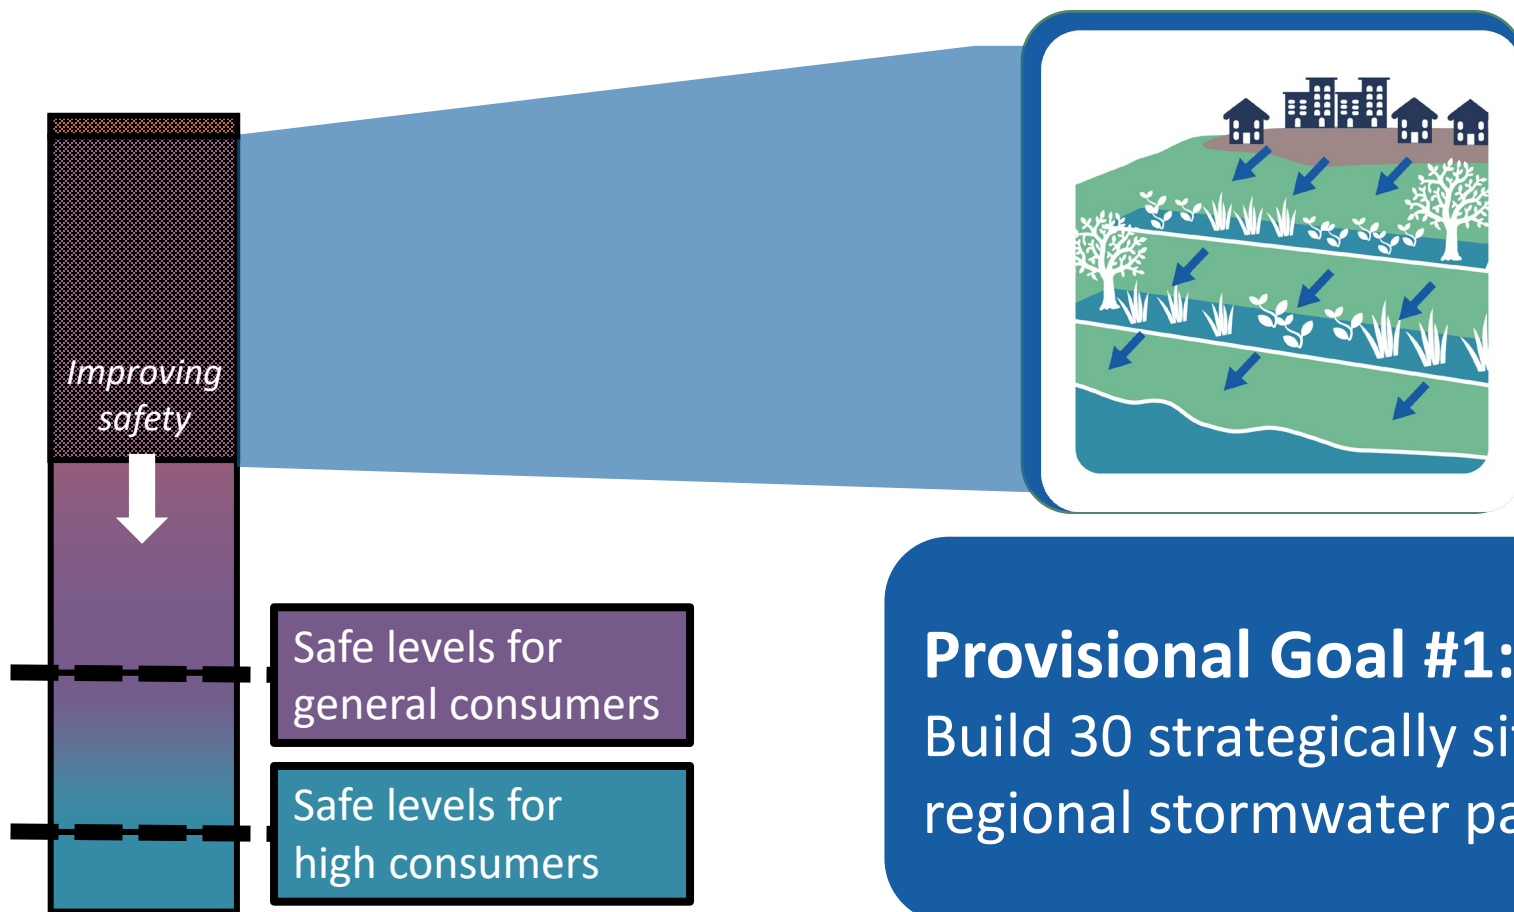 Improving
safety
Safe levels for
general consumers
Safe levels for
high consumers
Provisional Goal #1:
Build 30 strategically
regional stormwater